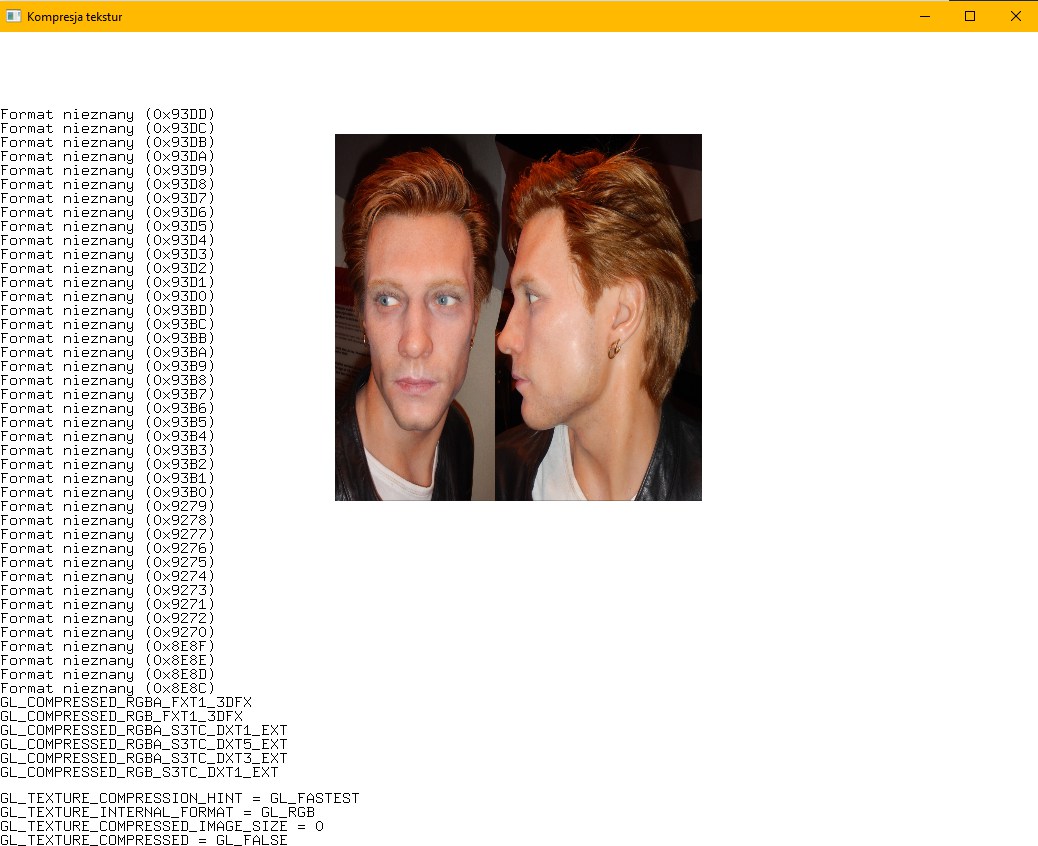 Kompresja tekstur
Format nieznany (0x93DD)
Format nieznany (0x93DC)
Format nieznany (0x93DB)
Format nieznany (0x93DA)
Format nieznany (0x93D9)
Format nieznany (0x93D8)
Format nieznany (0x93D7)
Format nieznany (0x93D6)
Format nieznany (0x93D5)
Format nieznany (0x93D4)
Format nieznany (0x93D3)
Format nieznany (0x93D2)
Format nieznany (0x93D1)
Format nieznany (0x93D0)
Format nieznany (0x93BD)
Format nieznany (0x93BC)
Format nieznany (0x93BB)
Format nieznany (0x93BA)
Format nieznany (0x93B9)
Format nieznany (0x93B8)
Format nieznany (0x93B7)
Format nieznany (0x93B6)
Format nieznany (0x93B5)
Format nieznany (0x93B4)
Format nieznany (0x93B3)
Format nieznany (0x93B2)
Format nieznany (0x93B1)
Format nieznany (0x93B0)
Format nieznany (0x9279)
Format nieznany (0x9278)
Format nieznany (0x9277)
Format nieznany (0x9276)
Format nieznany (0x9275)
Format nieznany (0x9274)
Format nieznany (0x9273)
Format nieznany (0x9271)
Format nieznany (0x9272)
Format nieznany (0x9270)
Format nieznany (0x8E8F)
Format nieznany (0x8E8E)
Format nieznany (0x8E8D)
Format nieznany (0x8E8C)
GL_COMPRESSED_RGBA_FXT1_3DFX
GL_COMPRESSED_RGB_FXT1_3DFX
GL_COMPRESSED_RGBA_S3TC_DXT1_EXT
GL_COMPRESSED_RGBA_S3TC_DXT5_EXT
GL_COMPRESSED_RGBA_S3TC_DXT3_EXT
GL_COMPRESSED_RGB_S3TC_DXT1_EXT
GL_TEXTURE_COMPRESSION_HINT = GL_FASTEST
GL_TEXTURE_INTERNAL_FORMAT = GL_RGB
GL_TEXTURE_COMPRESSED_IMAGE_SIZE = 0
GL_TEXTURE_COMPRESSED = GL_FALSE